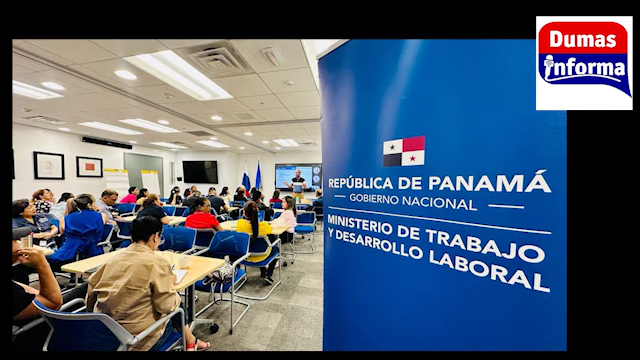 Dumas
informa
REPÚBLICA DE PANAMÁ
GOBIERNO NACIONAL
MINISTERIO DE TRABAJO
Y DESARROLLO LABORAL